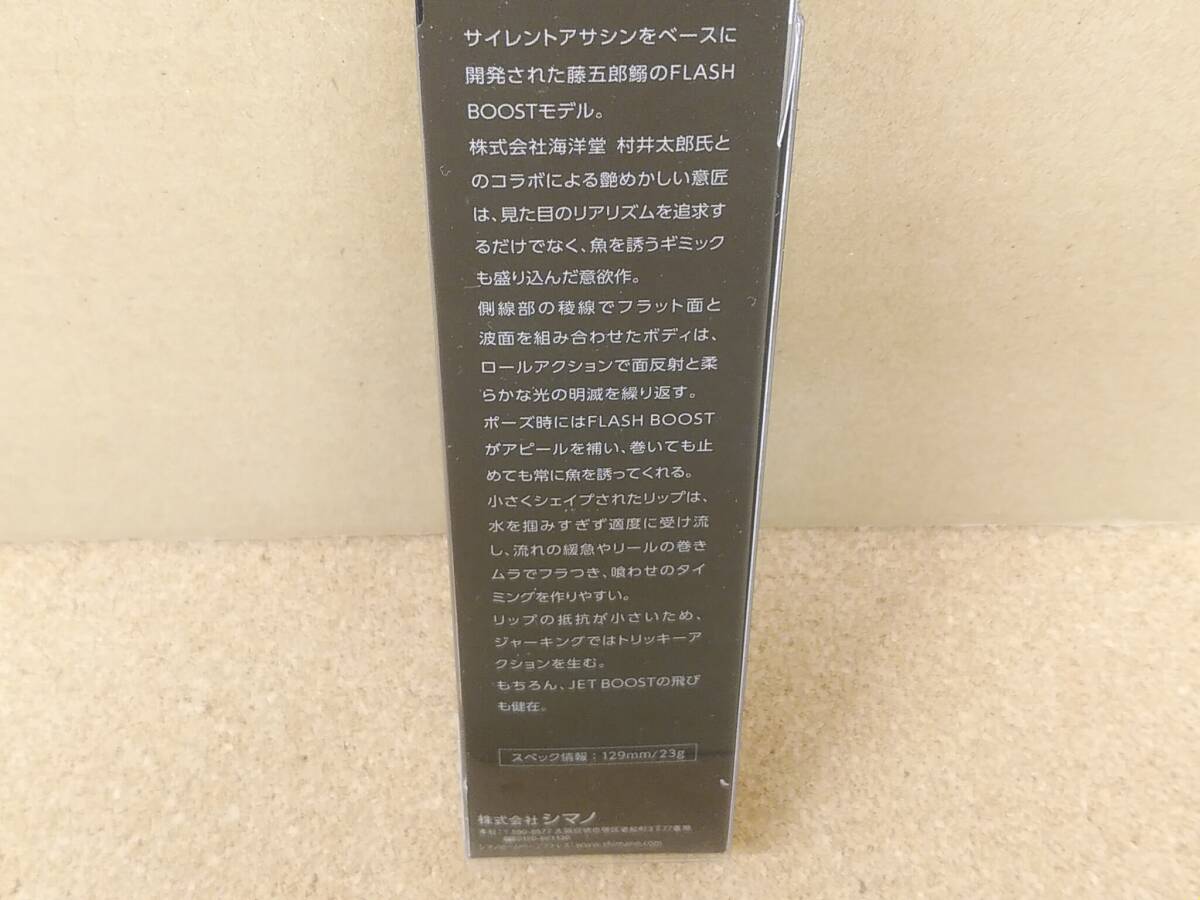 サイレントアサシンをベースに
開発された藤五郎鰯のFLASH
BOOSTモデル。
株式会社海洋堂 村井太郎氏と
のコラボによる艶めかしい意匠
は、見た目のリアリズムを追求す
るだけでなく、魚を誘うギミック
も盛り込んだ意欲作。
側線部の稜線でフラット面と
波面を組み合わせたボディは、
ロールアクションで面反射と柔
らかな光の明滅を繰り返す。
ポーズ時にはFLASH BOOST
がアピールを補い、巻いても止
めても常に魚を誘ってくれる。
小さくシェイプされたリップは、
水を掴みすぎず適度に受け流
し、流れの緩急やリールの巻き
ムラでフラつき、喰わせのタイ
ミングを作りやすい。
リップの抵抗が小さいため、
ジャーキングではトリッキーア
クションを生む。
もちろん、JET BOOSTの飛び
も健在。
スペック情報：129mm/23g
株式会社 シマノ